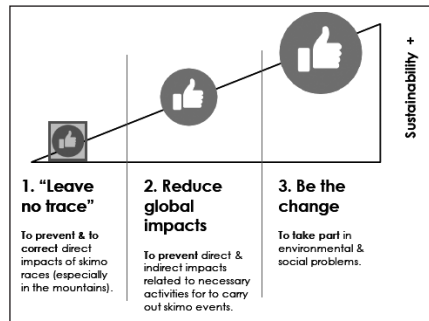 Sustainability +
1. “Leave
no trace”
To prevent & to
correct direct
impacts of skimo
races (especially
in the mountains).
2. Reduce
global
impacts
To prevent direct &
indirect impacts
related to necessary
activities for to carry
out skimo events.
3. Be the
change
To take part in
environmental &
social problems.